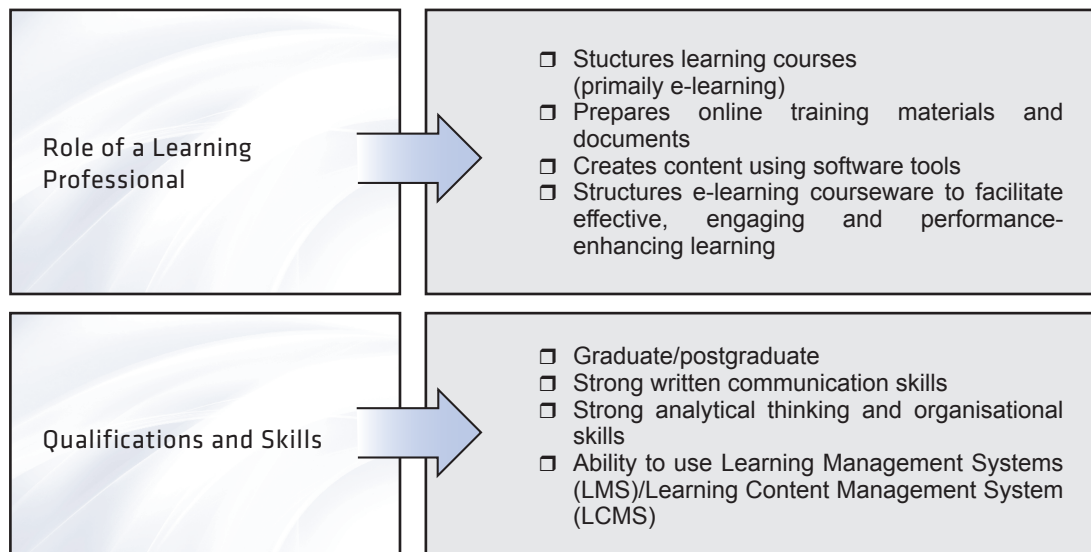 Role of a Learning
Professional
❒ Stuctures learning courses
(primaily e-learning)
❒ Prepares online training materials and
documents
❒ Creates content using software tools
❒ Structures e-learning courseware to facilitate
effective, engaging and performance-
enhancing learning
Qualifications and Skills
❒ Graduate/postgraduate
❒ Strong written communication skills
❒ Strong analytical thinking and organisational
skills
❒ Ability to use Learning Management Systems
(LMS)/Learning Content Management System
(LCMS)